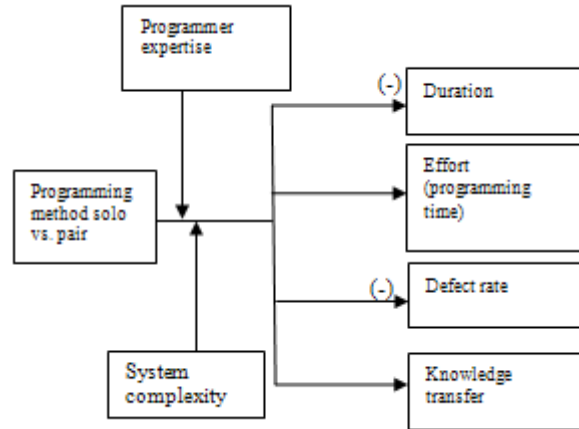 Programmer
expertise
(-)
Duration
Effort
(programming
time)
Programming
method solo
vs. pair
(-)
Defect rate
System
complexity
Knowledge
transfer